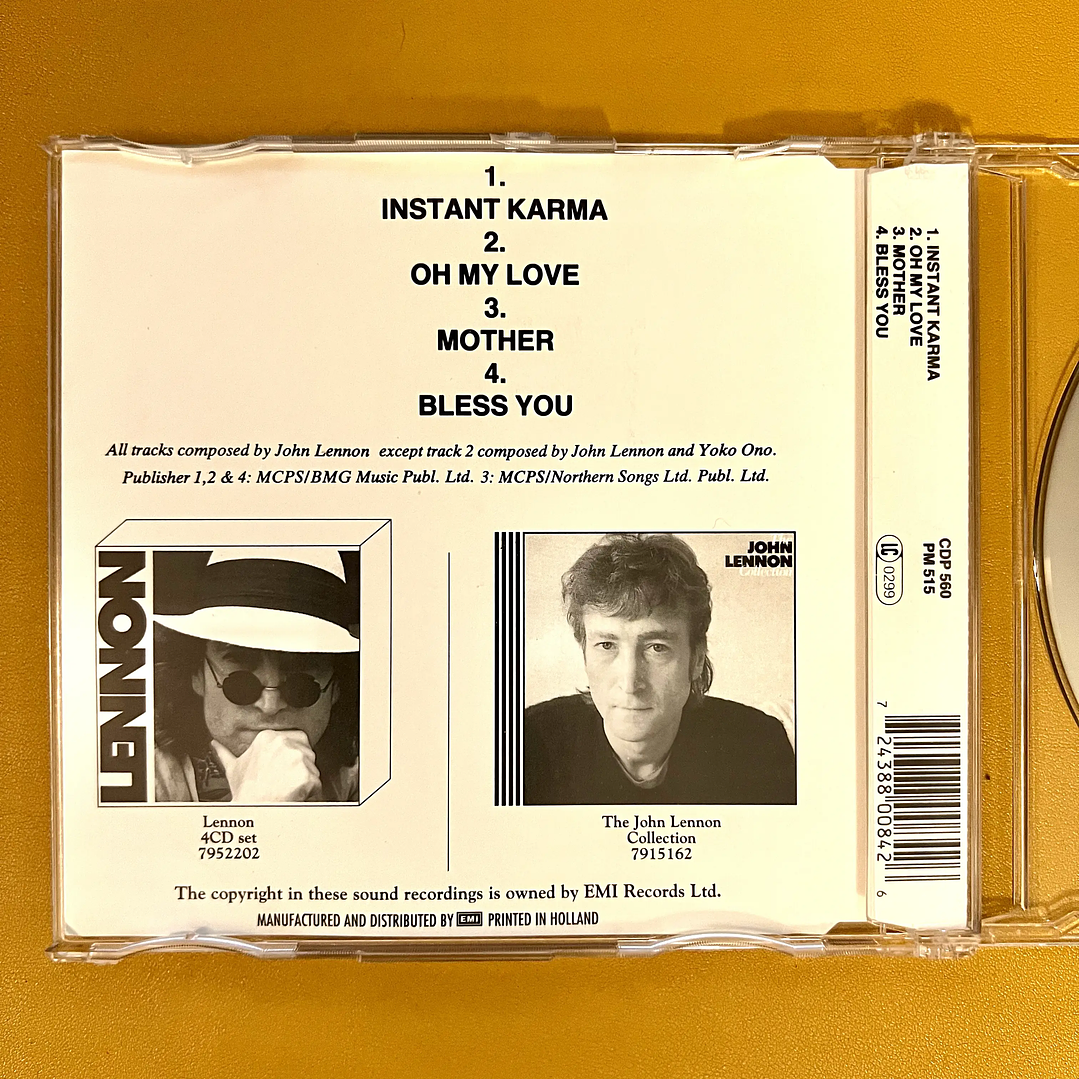 1.
INSTANT KARMA
2.
OH MY LOVE
3.
MOTHER
4.
BLESS YOU
All tracks composed by John Lennon except track 2 composed by John Lennon and Yoko Ono.
Publisher 1,2 & 4: MCPS/BMG Music Publ. Ltd. 3: MCPS/Northern Songs Ltd. Publ. Ltd.
LENNON
Lennon
4CD set
7952202
The
JOHN
LENNON
Collection
The John Lennon
Collection
7915162
The copyright in these sound recordings is owned by EMI Records Ltd.
MANUFACTURED AND DISTRIBUTED BY EMI PRINTED IN HOLLAND
1. INSTANT KARMA
2. OH MY LOVE
3. MOTHER
4. BLESS YOU
CDP 560
PM 515
LC 0299
7 24388 00842 6